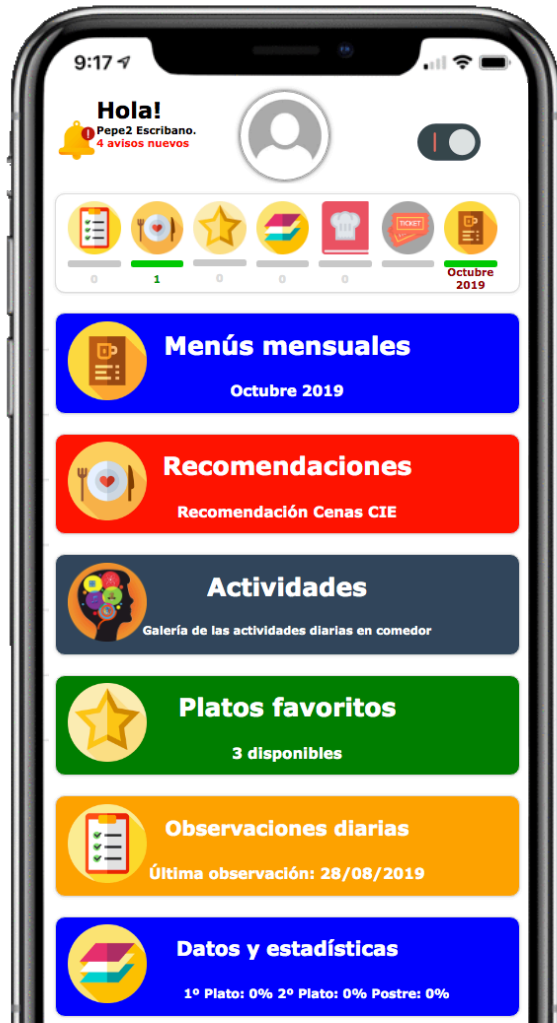 9:17
Hola!
Pepe2 Escribano.
4 avisos nuevos
TICKET
0
1
0
0
0
Octubre
2019
Menús mensuales
Octubre 2019
Recomendaciones
Recomendación Cenas CIE
Actividades
Galería de las actividades diarias en comedor
Platos favoritos
3 disponibles
Observaciones diarias
Última observación: 28/08/2019
Datos y estadísticas
1º Plato: 0% 2º Plato: 0% Postre: 0%